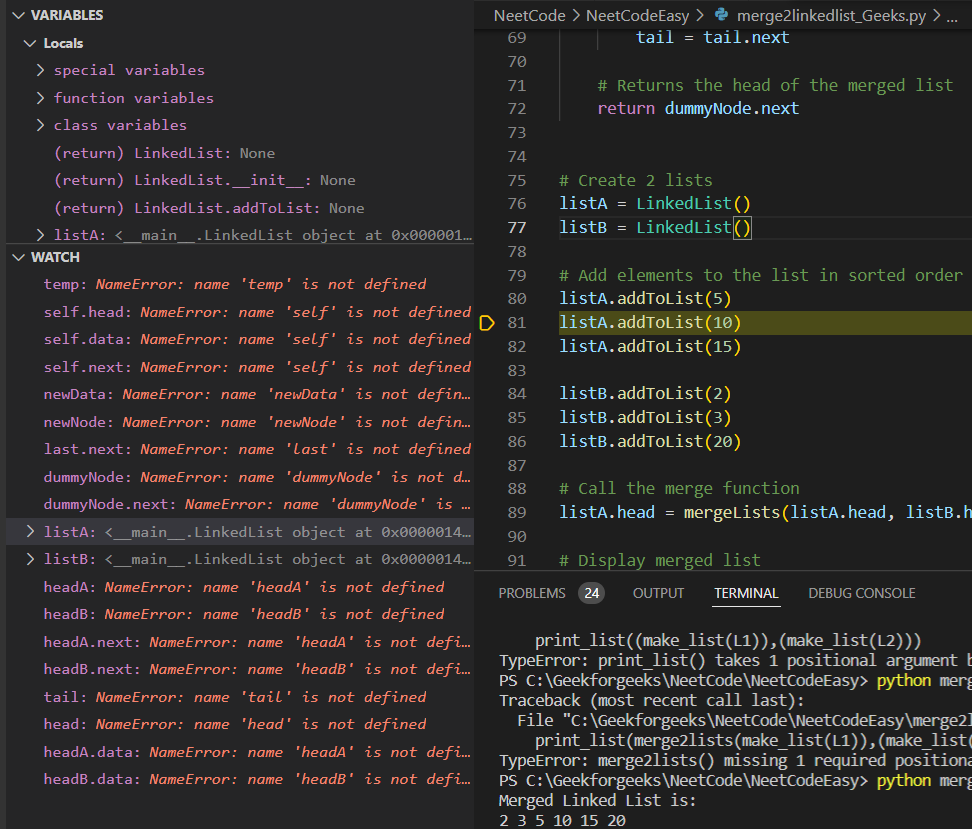 VARIABLES
Locals
special variables
function variables
class variables
(return) LinkedList: None
(return) LinkedList.__init__: None
(return) LinkedList.addToList: None
listA: <__main__.LinkedList object at 0x000001…
WATCH
temp: NameError: name 'temp' is not defined
self.head: NameError: name 'self' is not defined
self.data: NameError: name 'self' is not defined
self.next: NameError: name 'self' is not defined
newData: NameError: name 'newData' is not defin…
newNode: NameError: name 'newNode' is not defin…
last.next: NameError: name 'last' is not defined
dummyNode: NameError: name 'dummyNode' is not d…
dummyNode.next: NameError: name 'dummyNode' is …
listA: <__main__.LinkedList object at 0x0000014…
listB: <__main__.LinkedList object at 0x0000014…
headA: NameError: name 'headA' is not defined
headB: NameError: name 'headB' is not defined
headA.next: NameError: name 'headA' is not defi…
headB.next: NameError: name 'headB' is not defi…
tail: NameError: name 'tail' is not defined
head: NameError: name 'head' is not defined
headA.data: NameError: name 'headA' is not defi…
headB.data: NameError: name 'headB' is not defi…
NeetCode > NeetCodeEasy > merge2linkedlist_Geeks.py > ...
69 tail = tail.next
70
71 # Returns the head of the merged list
72 return dummyNode.next
73
74
75 # Create 2 lists
76 listA = LinkedList()
77 listB = LinkedList()
78
79 # Add elements to the list in sorted order
80 listA.addToList(5)
81 listA.addToList(10)
82 listA.addToList(15)
83
84 listB.addToList(2)
85 listB.addToList(3)
86 listB.addToList(20)
87
88 # Call the merge function
89 listA.head = mergeLists(listA.head, listB.h
90
91 # Display merged list
PROBLEMS 24 OUTPUT TERMINAL DEBUG CONSOLE
print_list((make_list(L1)),(make_list(L2)))
TypeError: print_list() takes 1 positional argument b
PS C:\Geekforgeeks\NeetCode\NeetCodeEasy> python merg
Traceback (most recent call last):
File "C:\Geekforgeeks\NeetCode\NeetCodeEasy\merge2l
print_list(merge2lists(make_list(L1)),(make_list(
TypeError: merge2lists() missing 1 required positiona
PS C:\Geekforgeeks\NeetCode\NeetCodeEasy> python merg
Merged Linked List is:
2 3 5 10 15 20